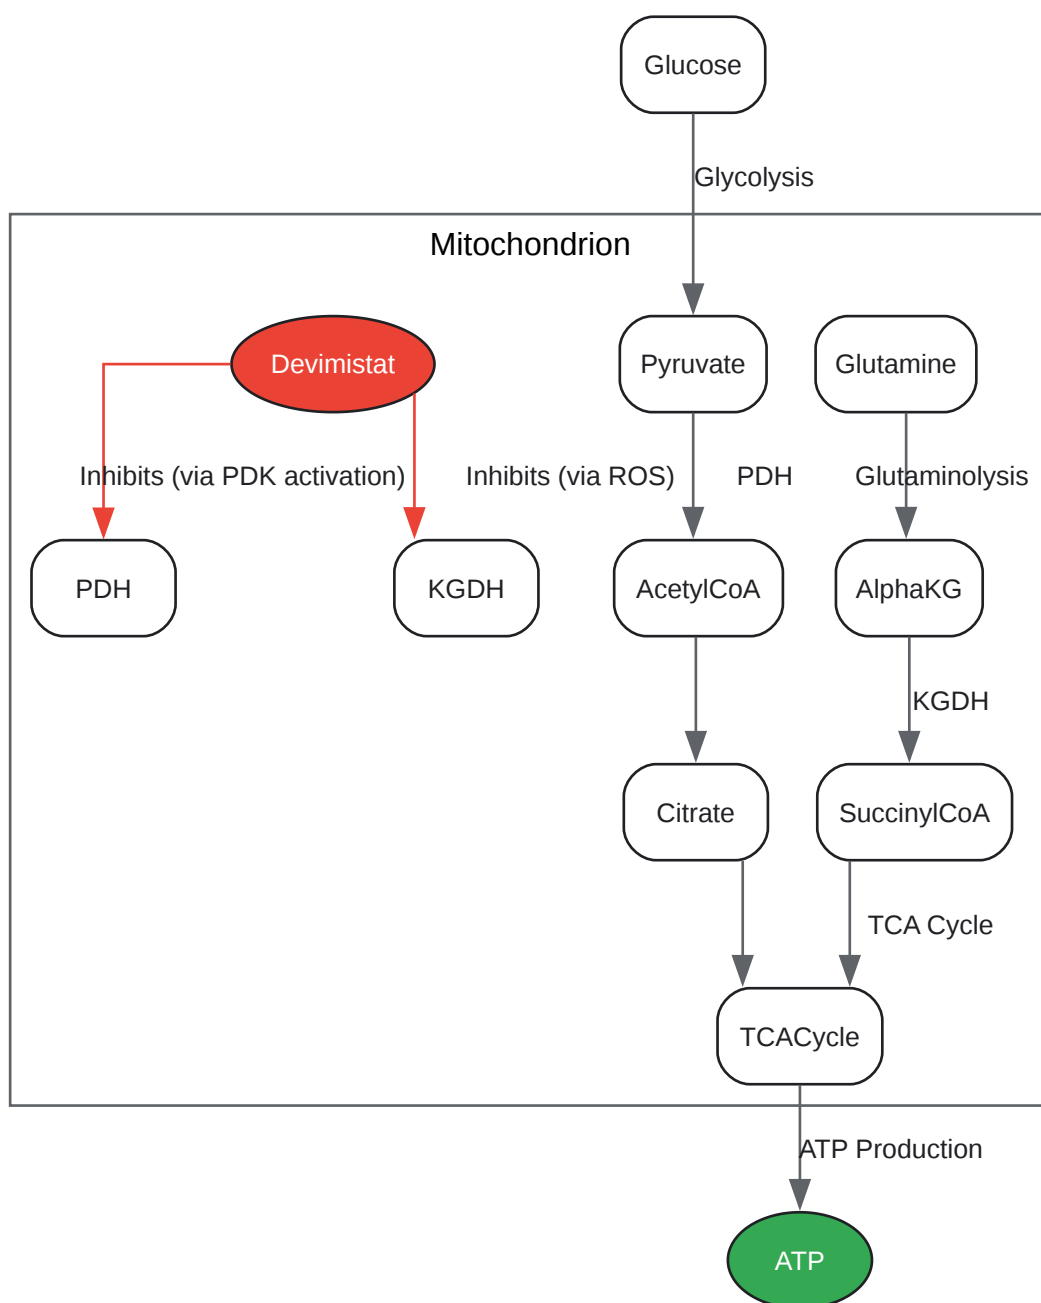 Glucose
Glycolysis
Mitochondrion
Devimistat
Pyruvate
Glutamine
Inhibits (via PDK activation)
Inhibits (via ROS)
PDH
Glutaminolysis
PDH
KGDH
AcetylCoA
AlphaKG
KGDH
Citrate
SuccinylCoA
TCA Cycle
TCACycle
ATP Production
ATP